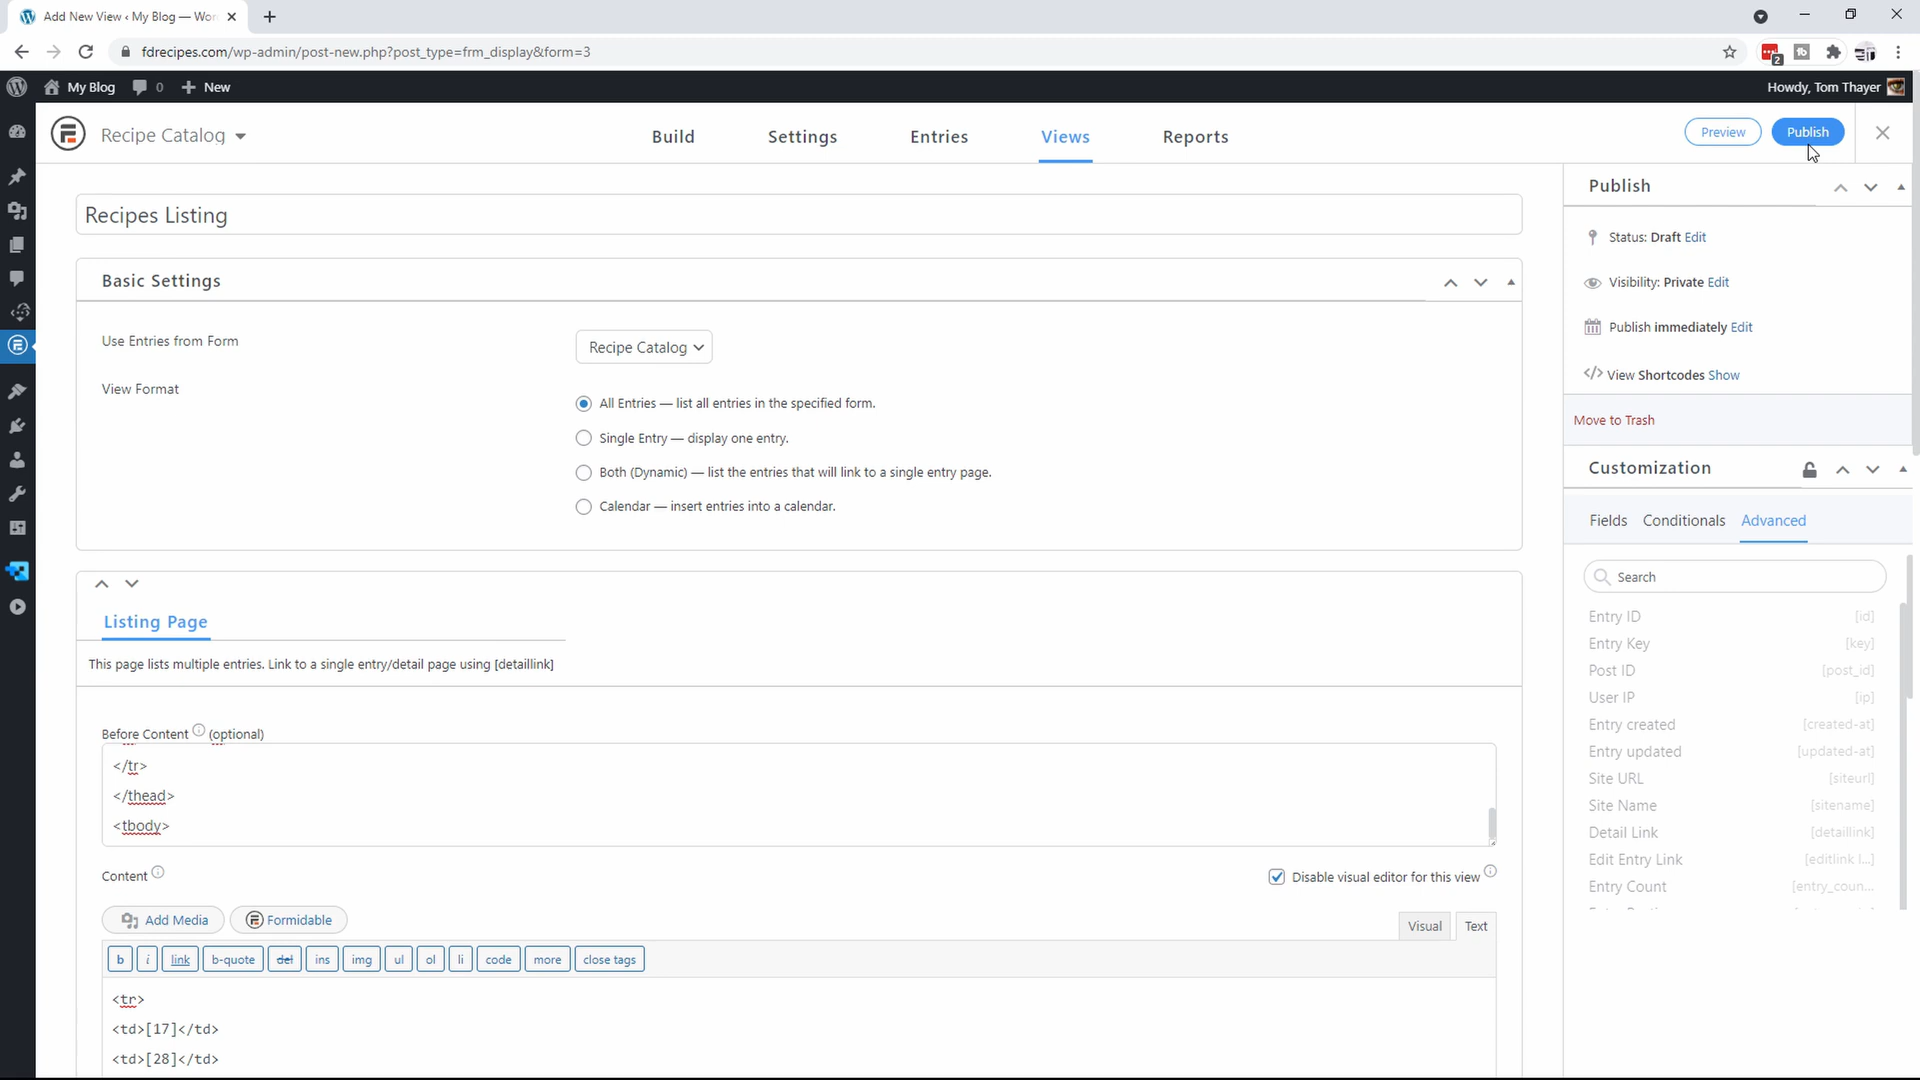 Add New View ‹ My Blog — Wor
fdrecipes.com/wp-admin/post-new.php?post_type=frm_display&form=3
2
My Blog
0
New
Howdy, Tom Thayer
Recipe Catalog
Build
Settings
Entries
Views
Reports
Preview
Publish
Recipes Listing
Basic Settings
Use Entries from Form
Recipe Catalog
View Format
All Entries — list all entries in the specified form.
Single Entry — display one entry.
Both (Dynamic) — list the entries that will link to a single entry page.
Calendar — insert entries into a calendar.
Listing Page
This page lists multiple entries. Link to a single entry/detail page using [detaillink]
Before Content (optional)
</tr>
</thead>
<tbody>
Content
Disable visual editor for this view
Add Media
Formidable
Visual
Text
b
i
link
b-quote
del
ins
img
ul
ol
li
code
more
close tags
<tr>
<td>[17]</td>
<td>[28]</td>
Publish
Status: Draft Edit
Visibility: Private Edit
Publish immediately Edit
View Shortcodes Show
Move to Trash
Customization
Fields
Conditionals
Advanced
Search
Entry ID [id]
Entry Key [key]
Post ID [post_id]
User IP [ip]
Entry created [created-at]
Entry updated [updated-at]
Site URL [siteurl]
Site Name [sitename]
Detail Link [detaillink]
Edit Entry Link [editlink l...]
Entry Count [entry_coun...